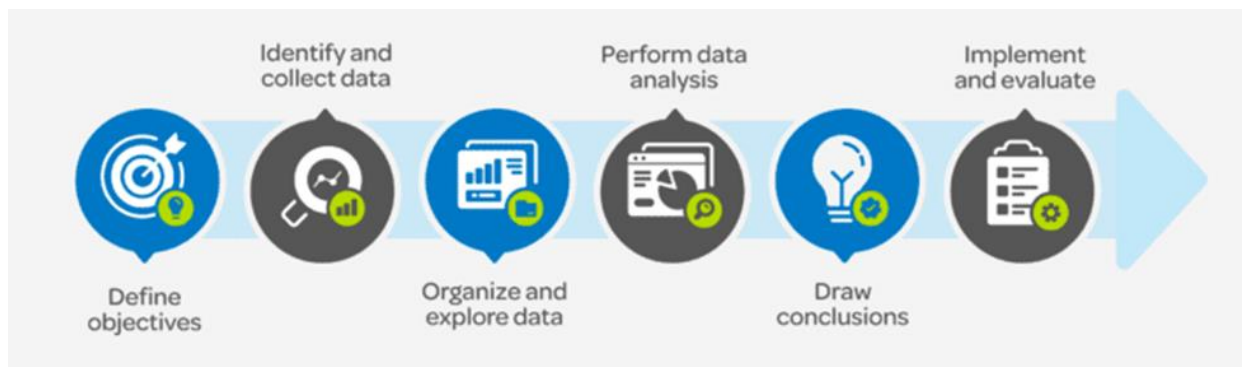 Define
objectives
Identify and
collect data
Organize and
explore data
Perform data
analysis
Draw
conclusions
Implement
and evaluate